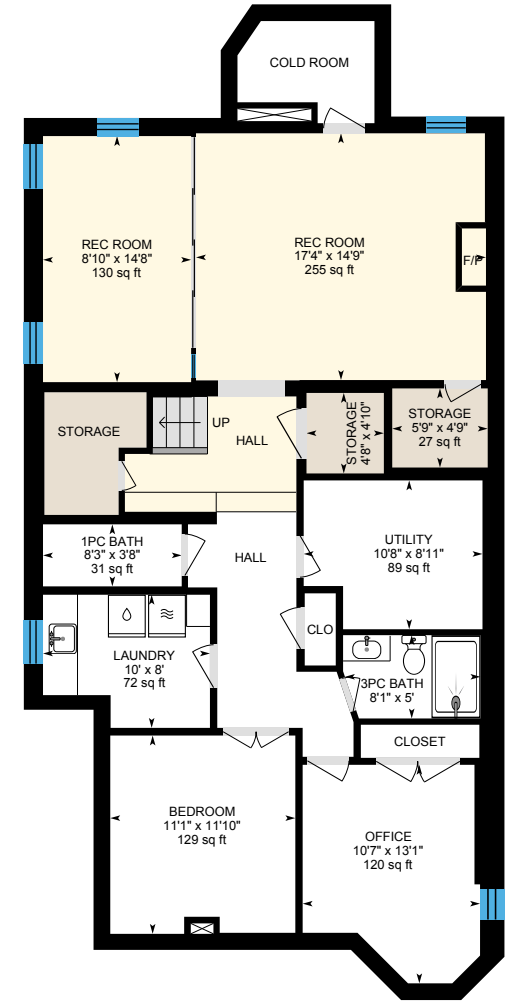 COLD ROOM
REC ROOM
8'10" x 14'8"
130 sq ft
REC ROOM
17'4" x 14'9"
255 sq ft
F/P
STORAGE
UP
HALL
STORAGE
4'8" x 4'10"
STORAGE
5'9" x 4'9"
27 sq ft
1PC BATH
8'3" x 3'8"
31 sq ft
HALL
UTILITY
10'8" x 8'11"
89 sq ft
CLO
LAUNDRY
10' x 8'
72 sq ft
3PC BATH
8'1" x 5'
CLOSET
BEDROOM
11'1" x 11'10"
129 sq ft
OFFICE
10'7" x 13'1"
120 sq ft